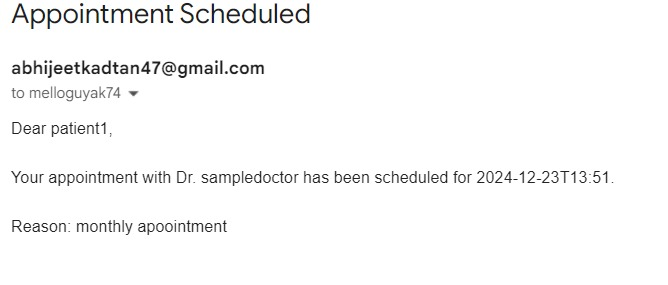 Appointment Scheduled
abhijeetkadtan47@gmail.com
to melloguyak74
Dear patient1,
Your appointment with Dr. sampledoctor has been scheduled for 2024-12-23T13:51.
Reason: monthly apoointment